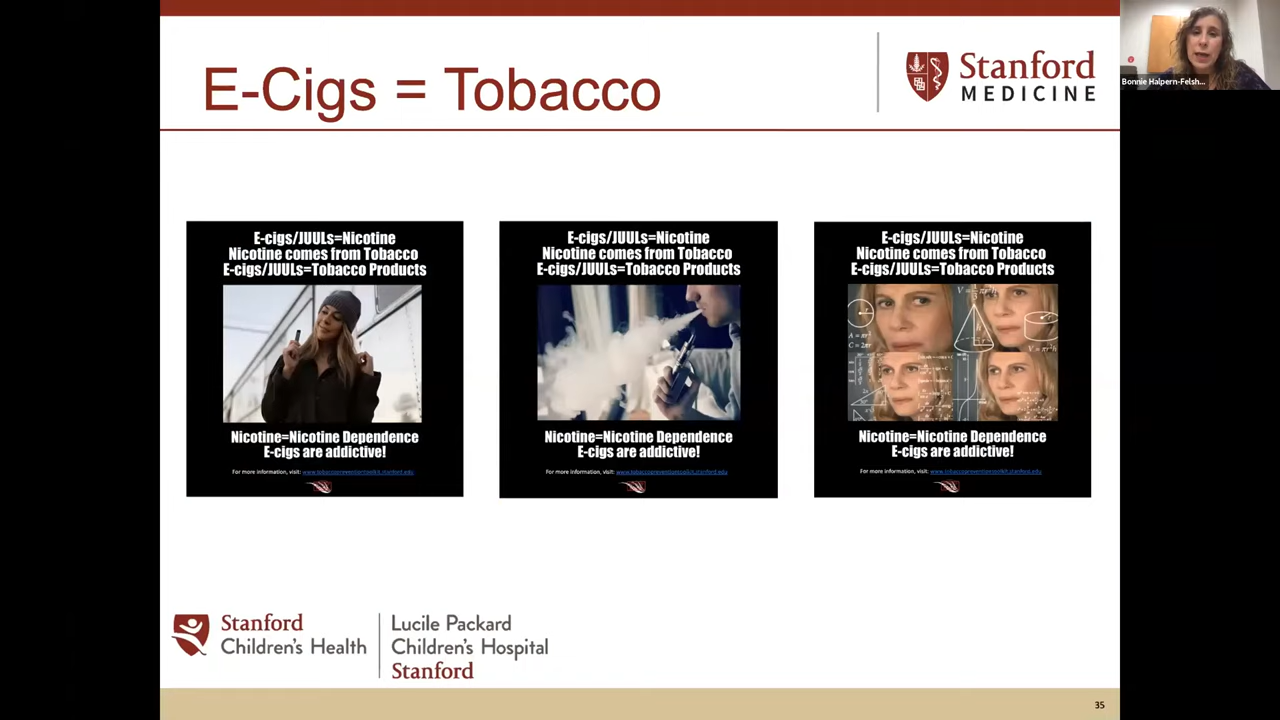 E-Cigs = Tobacco
Stanford
MEDICINE
Bonnie Halpern-Felsh...
E-cigs/JUULs=Nicotine
Nicotine comes from Tobacco
E-cigs/JUULs=Tobacco Products
Nicotine=Nicotine Dependence
E-cigs are addictive!
For more information, visit: www.tobaccopreventiontoolkit.stanford.edu
E-cigs/JUULs=Nicotine
Nicotine comes from Tobacco
E-cigs/JUULs=Tobacco Products
Nicotine=Nicotine Dependence
E-cigs are addictive!
For more information, visit: www.tobaccopreventiontoolkit.stanford.edu
E-cigs/JUULs=Nicotine
Nicotine comes from Tobacco
E-cigs/JUULs=Tobacco Products
A = πr²
C = 2πr
V = πr²h
Nicotine=Nicotine Dependence
E-cigs are addictive!
For more information, visit: www.tobaccopreventiontoolkit.stanford.edu
Stanford
Children's Health
Lucile Packard
Children's Hospital
Stanford
35